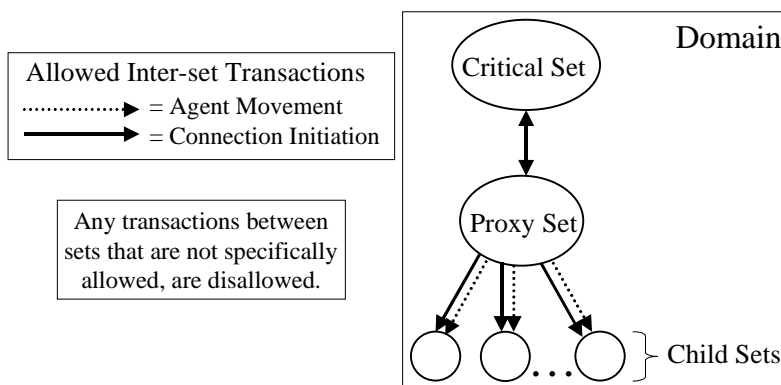 Domain
Allowed Inter-set Transactions
= Agent Movement
= Connection Initiation
Critical Set
Any transactions between
sets that are not specifically
allowed, are disallowed.
Proxy Set
Child Sets
...